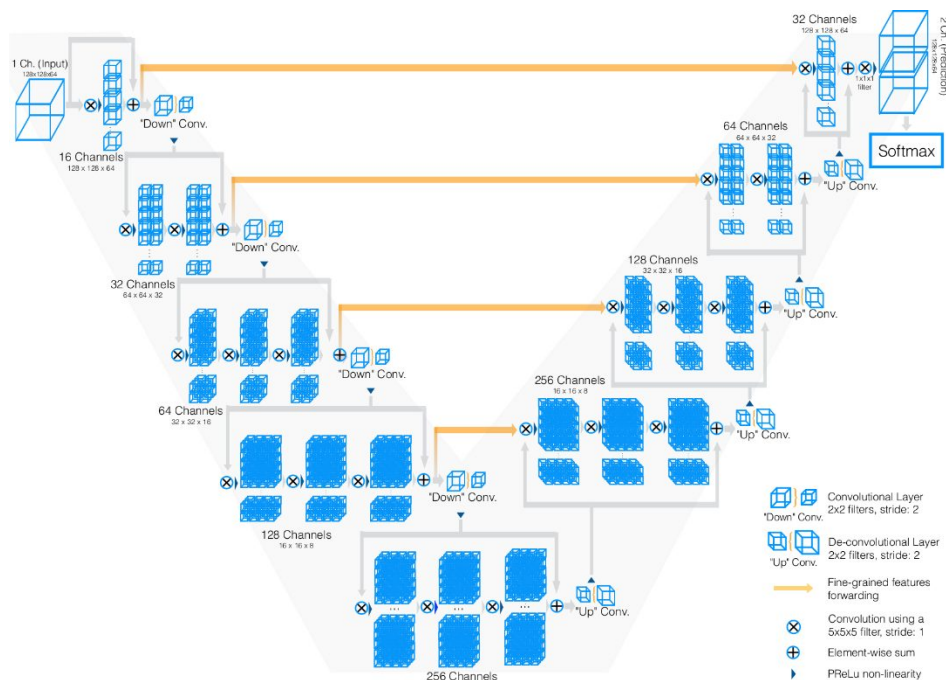 1 Ch. (Input)
128x128x64
16 Channels
128 x 128 x 64
"Down" Conv.
32 Channels
64 x 64 x 32
"Down" Conv.
64 Channels
32 x 32 x 16
"Down" Conv.
128 Channels
16 x 16 x 8
"Down" Conv.
256 Channels
"Up" Conv.
256 Channels
16 x 16 x 8
"Up" Conv.
128 Channels
32 x 32 x 16
"Up" Conv.
64 Channels
64 x 64 x 32
"Up" Conv.
32 Channels
128 x 128 x 64
1x1x1
filter
2 Ch. (Prediction)
128x128x64
Softmax
"Down" Conv.
Convolutional Layer
2x2 filters, stride: 2
"Up" Conv.
De-convolutional Layer
2x2 filters, stride: 2
Fine-grained features
forwarding
Convolution using a
5x5x5 filter, stride: 1
Element-wise sum
PReLu non-linearity